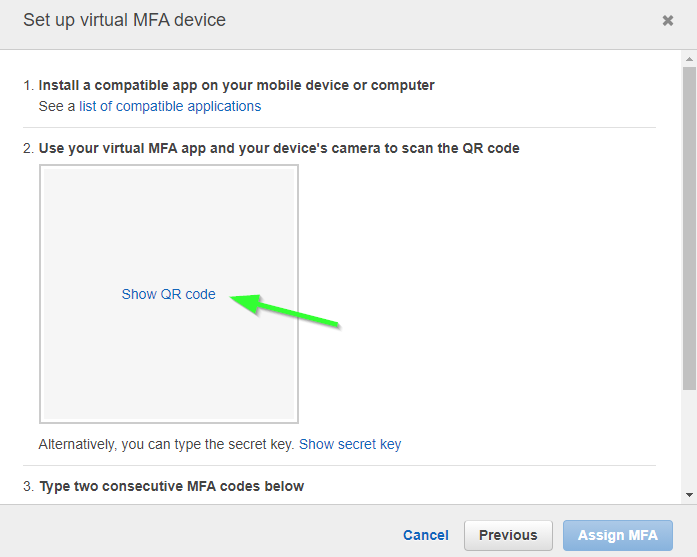 Set up virtual MFA device
1. Install a compatible app on your mobile device or computer
See a list of compatible applications
2. Use your virtual MFA app and your device's camera to scan the QR code
Show QR code
Alternatively, you can type the secret key. Show secret key
3. Type two consecutive MFA codes below
Cancel Previous Assign MFA